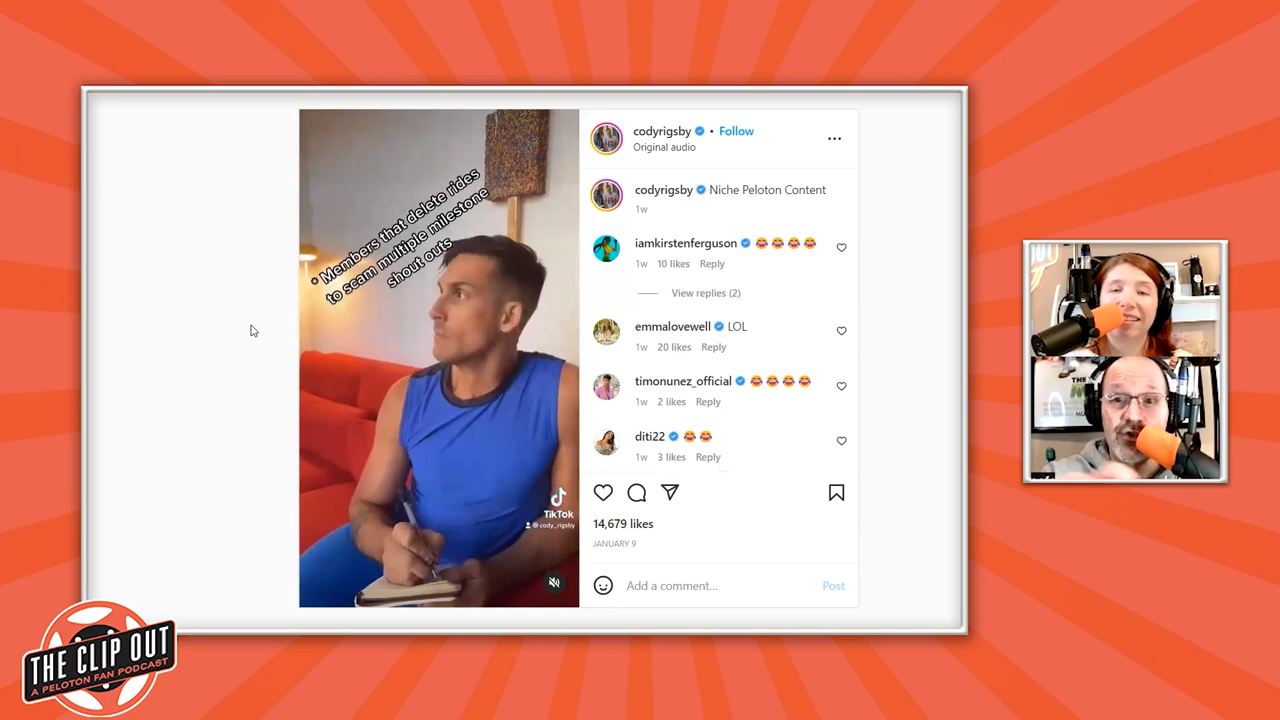 codyrigsby • Follow
Original audio
codyrigsby Niche Peloton Content
1w
* Members that delete rides
to scam multiple milestone
shout outs
iamkirstenferguson 😂😂😂😂
1w 10 likes Reply
View replies (2)
emmalovewell LOL
1w 20 likes Reply
timonunez_official 😂😂😂😂
1w 2 likes Reply
diti22 😂😂
1w 3 likes Reply
TikTok
@cody_rigsby
14,679 likes
JANUARY 9
Add a comment... Post
THE CLIP OUT
A PELOTON FAN PODCAST
THE